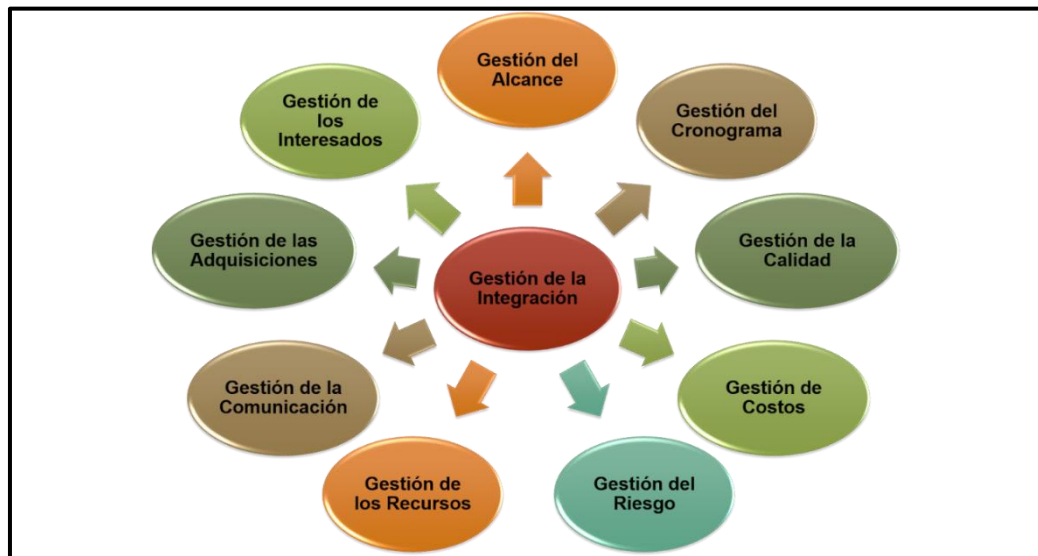 Gestión del
Alcance
Gestión del
Cronograma
Gestión de la
Calidad
Gestión de
Costos
Gestión del
Riesgo
Gestión de
los Recursos
Gestión de la
Comunicación
Gestión de las
Adquisiciones
Gestión de
los
Interesados
Gestión de la
Integración